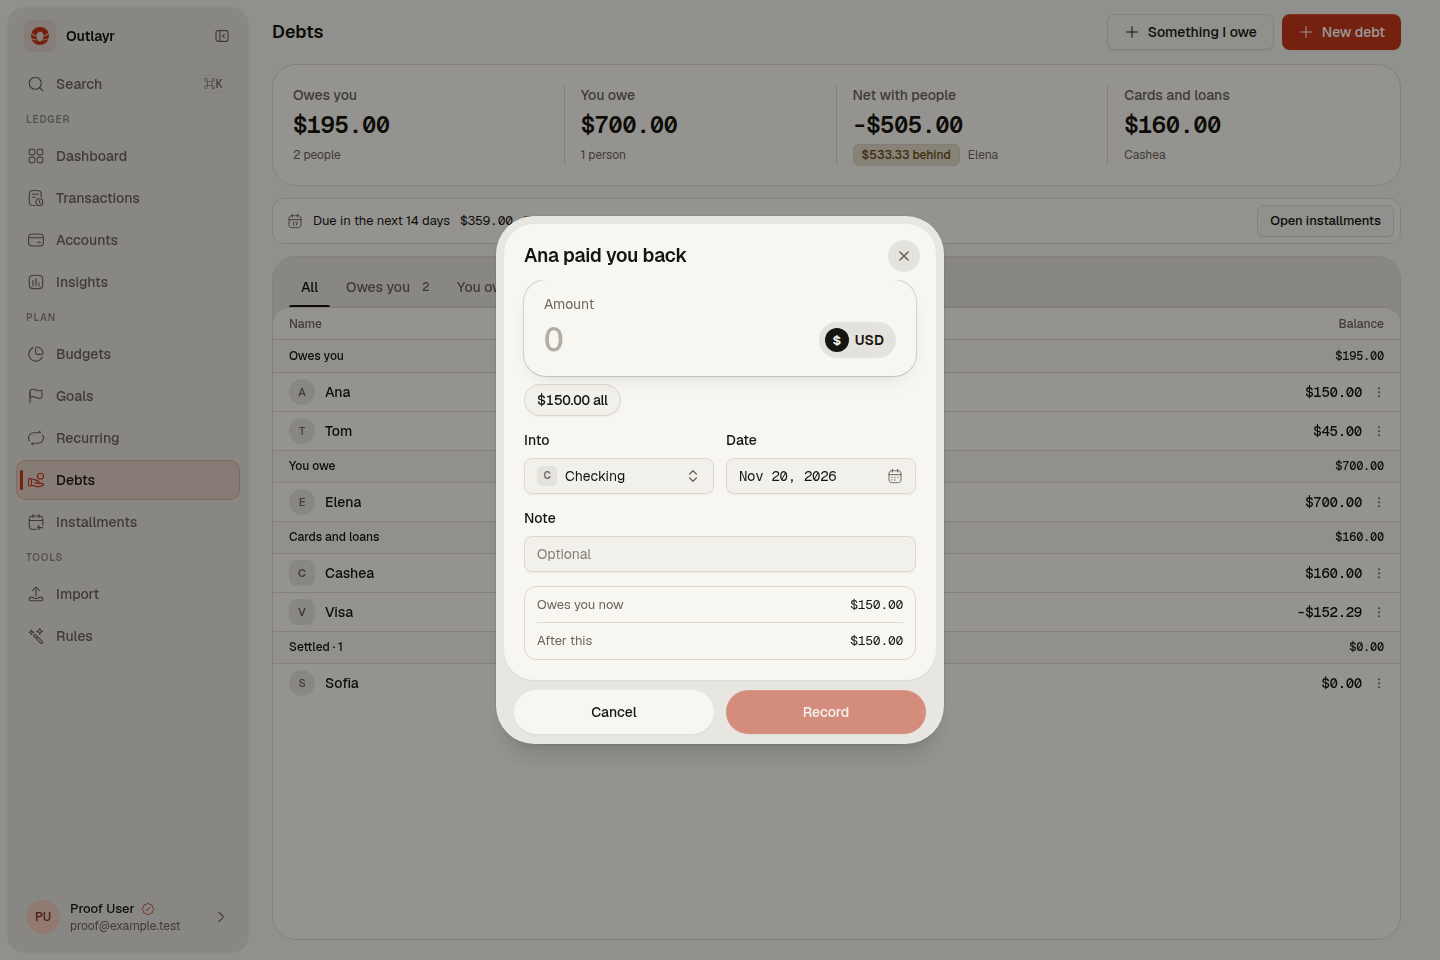 Outlayr
Search
⌘K
LEDGER
Dashboard
Transactions
Accounts
Insights
PLAN
Budgets
Goals
Recurring
Debts
Installments
TOOLS
Import
Rules
PU
Proof User
proof@example.test
Debts
Something I owe
New debt
Owes you
$195.00
2 people
You owe
$700.00
1 person
Net with people
-$505.00
$533.33 behind Elena
Cards and loans
$160.00
Cashea
Due in the next 14 days $359.00
Open installments
All
Owes you 2
You ow
Name
Balance
Owes you
$195.00
A Ana
$150.00
T Tom
$45.00
You owe
$700.00
E Elena
$700.00
Cards and loans
$160.00
C Cashea
$160.00
V Visa
-$152.29
Settled · 1
$0.00
S Sofia
$0.00
Ana paid you back
Amount
0
$ USD
$150.00 all
Into
Date
C Checking
Nov 20, 2026
Note
Optional
Owes you now
$150.00
After this
$150.00
Cancel
Record